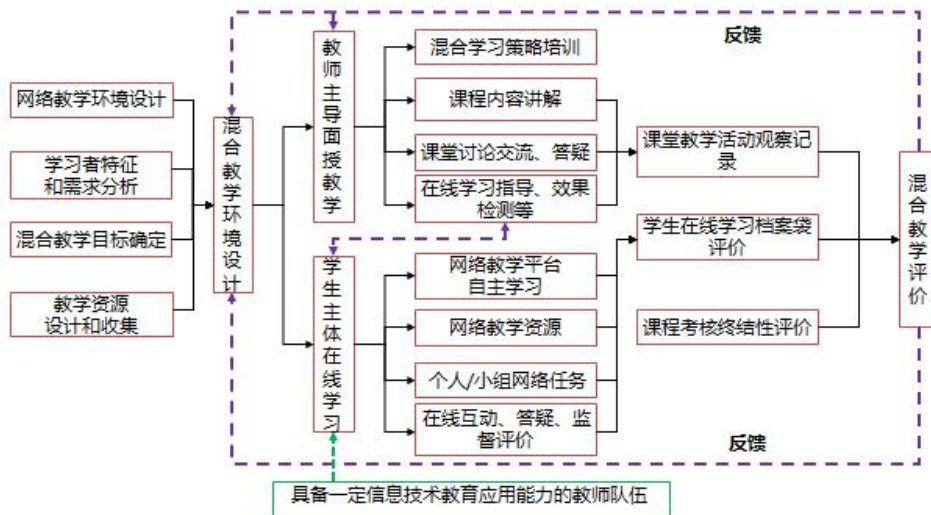 反馈
网络教学环境设计
学习者特征
和需求分析
混合教学目标确定
教学资源
设计和收集
混合教学环境设计
教师主导面授教学
混合学习策略培训
课程内容讲解
课堂讨论交流、答疑
在线学习指导、效果
检测等
学生主体在线学习
网络教学平台
自主学习
网络教学资源
个人/小组网络任务
在线互动、答疑、监
督评价
课堂教学活动观察记
录
学生在线学习档案袋
评价
课程考核终结性评价
混合教学评价
反馈
具备一定信息技术教育应用能力的教师队伍